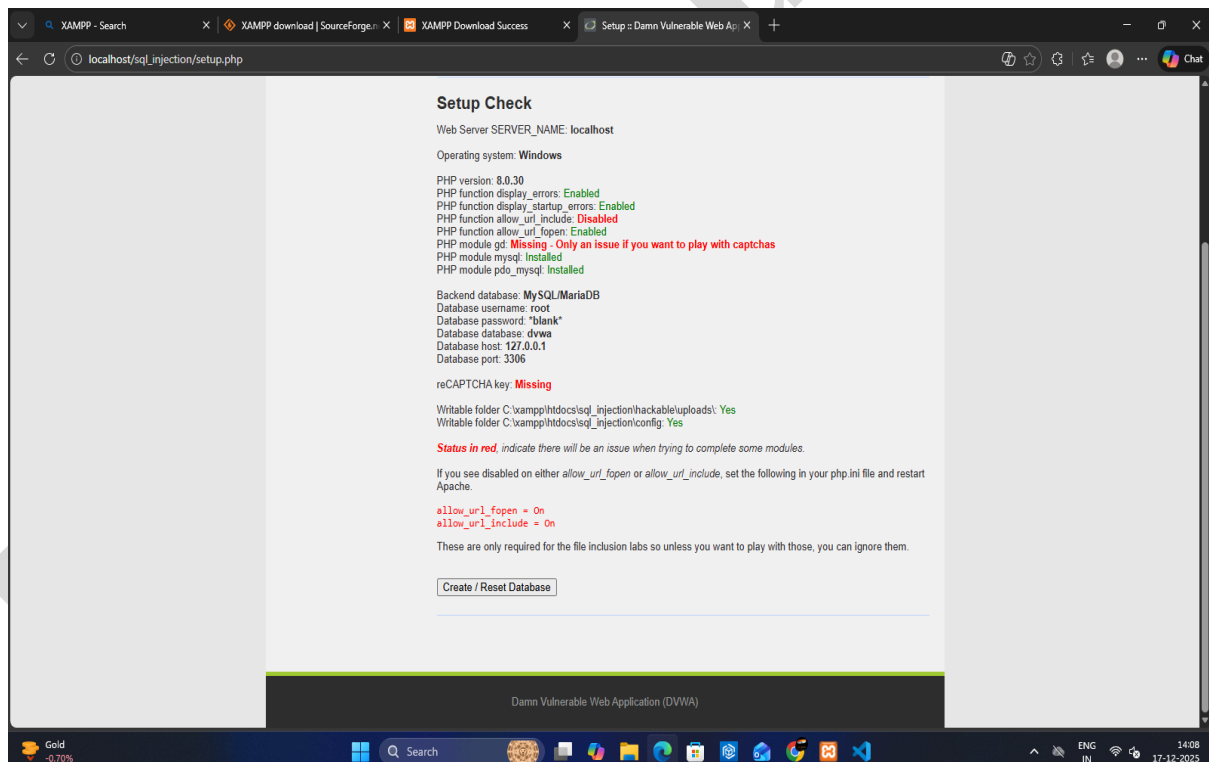 XAMPP - Search
XAMPP download | SourceForge.n
XAMPP Download Success
Setup :: Damn Vulnerable Web Ap
localhost/sql_injection/setup.php
Chat
Setup Check
Web Server SERVER_NAME: localhost
Operating system: Windows
PHP version: 8.0.30
PHP function display_errors: Enabled
PHP function display_startup_errors: Enabled
PHP function allow_url_include: Disabled
PHP function allow_url_fopen: Enabled
PHP module gd: Missing - Only an issue if you want to play with captchas
PHP module mysql: Installed
PHP module pdo_mysql: Installed
Backend database: MySQL/MariaDB
Database username: root
Database password: *blank*
Database database: dvwa
Database host: 127.0.0.1
Database port: 3306
reCAPTCHA key: Missing
Writable folder C:\xampp\htdocs\sql_injection\hackable\uploads\: Yes
Writable folder C:\xampp\htdocs\sql_injection\config: Yes
Status in red, indicate there will be an issue when trying to complete some modules.
If you see disabled on either allow_url_fopen or allow_url_include, set the following in your php.ini file and restart
Apache.
allow_url_fopen = On
allow_url_include = On
These are only required for the file inclusion labs so unless you want to play with those, you can ignore them.
Create / Reset Database
Damn Vulnerable Web Application (DVWA)
Gold
-0.70%
Search
ENG
IN
14:08
17-12-2025